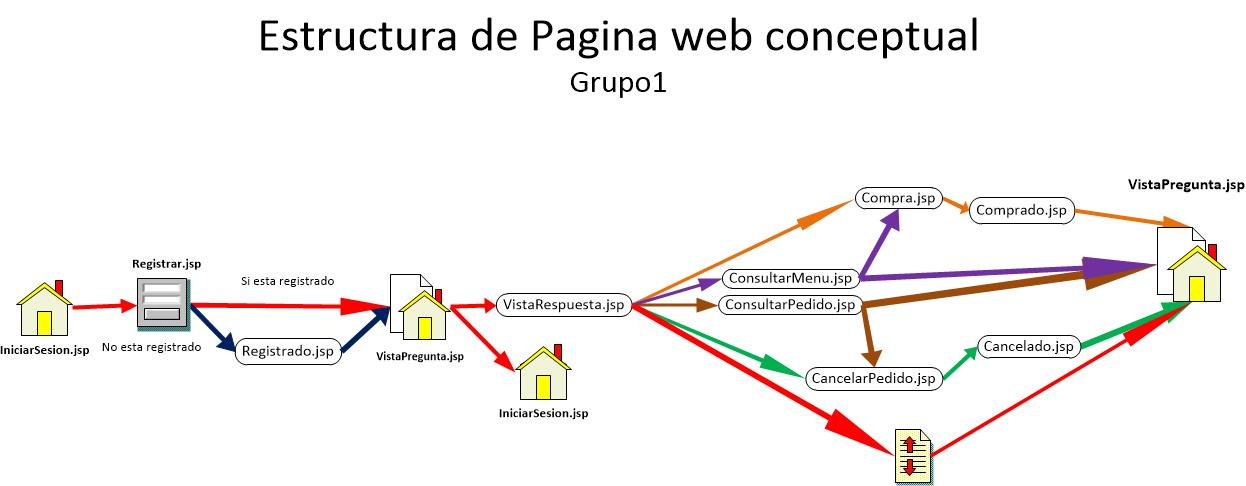 Estructura de Pagina web conceptual
Grupo1
IniciarSesion.jsp
Registrar.jsp
Si esta registrado
No esta registrado
Registrado.jsp
VistaPregunta.jsp
VistaRespuesta.jsp
IniciarSesion.jsp
Compra.jsp
Comprado.jsp
ConsultarMenu.jsp
ConsultarPedido.jsp
CancelarPedido.jsp
Cancelado.jsp
VistaPregunta.jsp